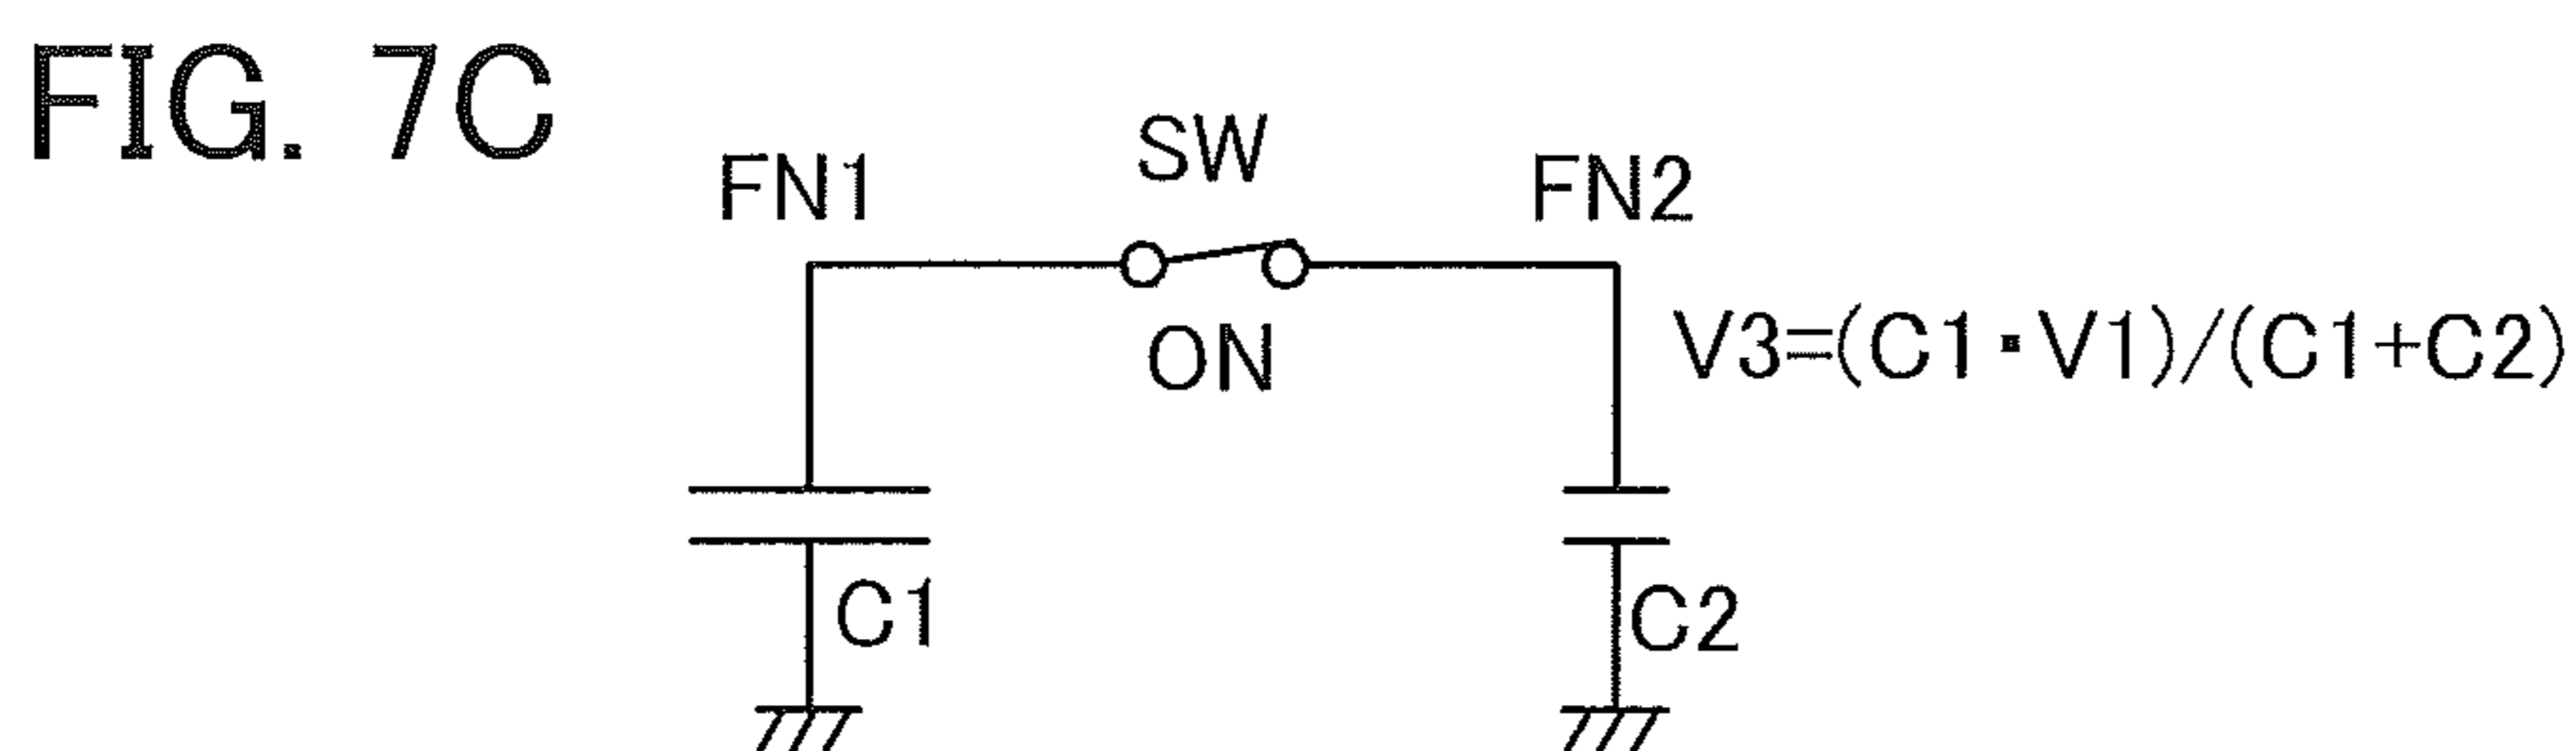 FIG. 7C
SW
FN1
FN2
ON
V3=(C1・V1)/(C1+C2)
C1
C2